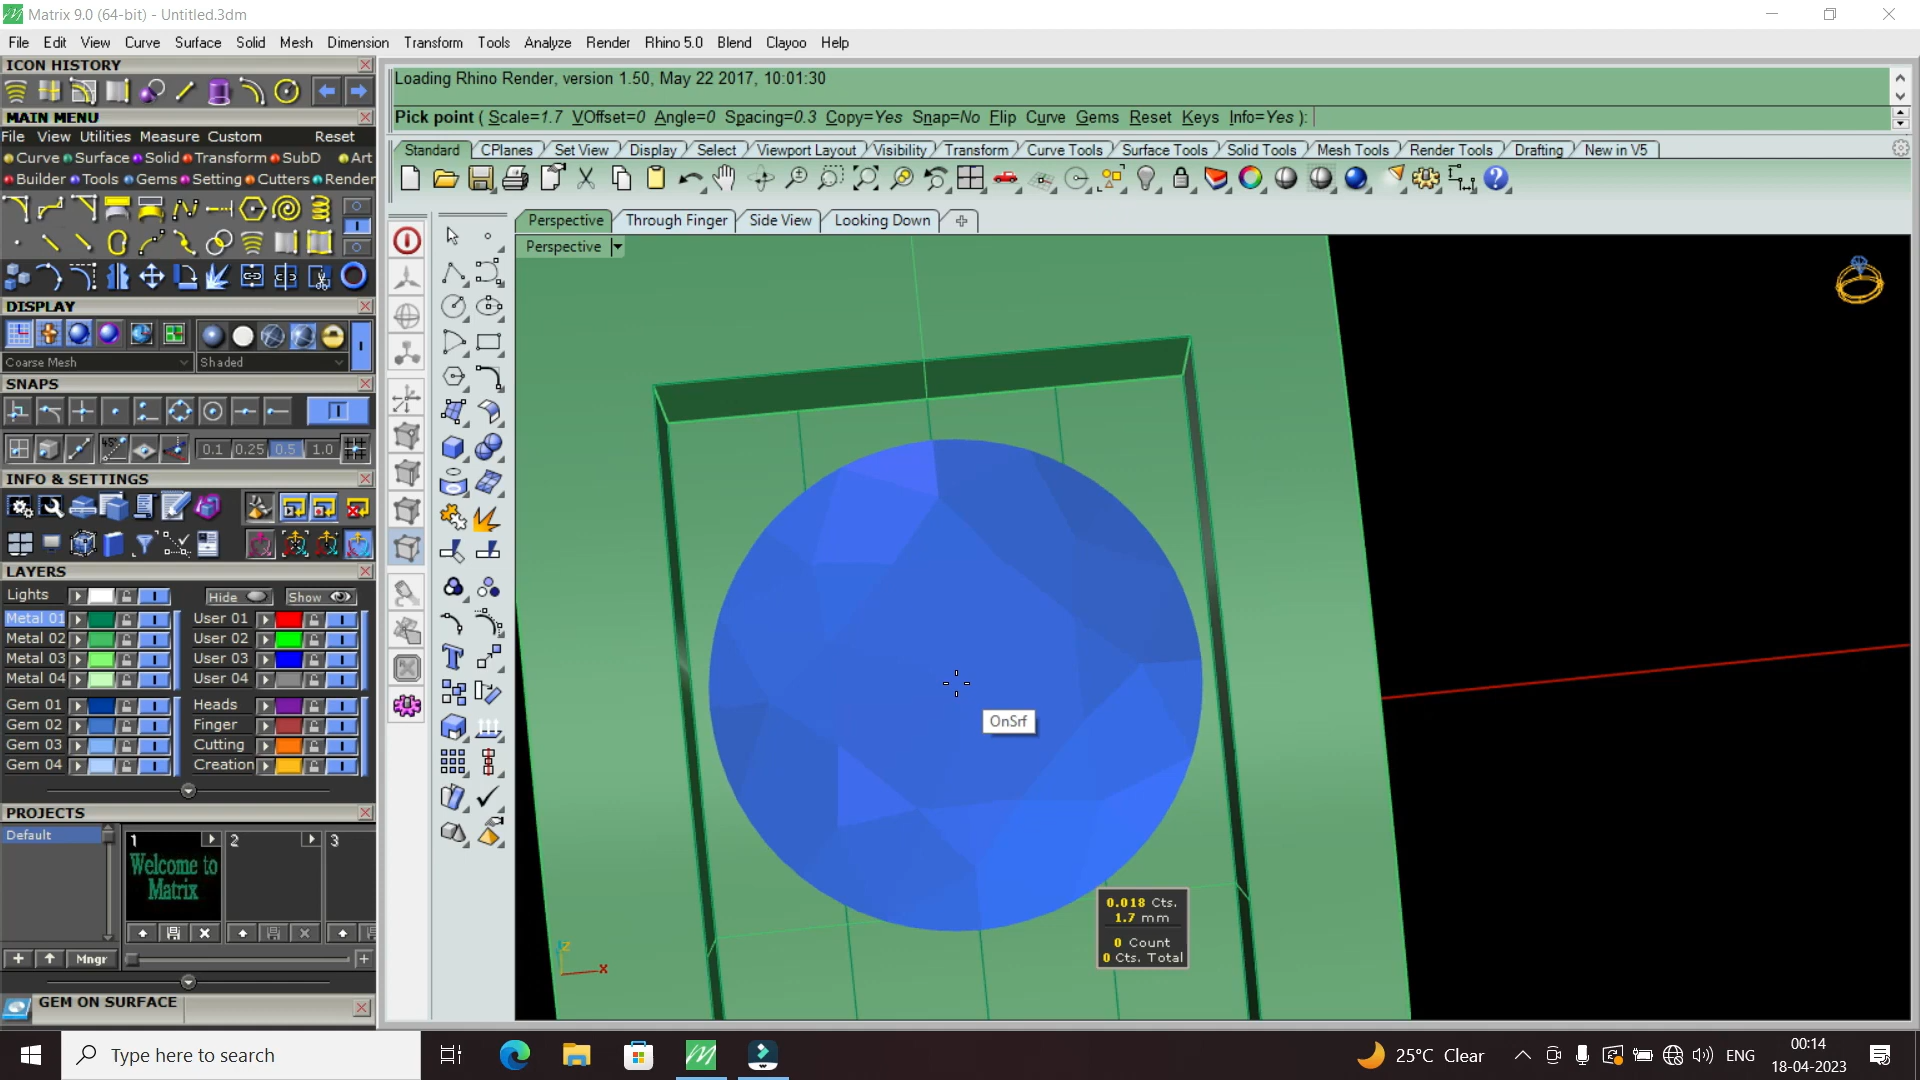 Matrix 9.0 (64-bit) - Untitled.3dm
File Edit View Curve Surface Solid Mesh Dimension Transform Tools Analyze Render Rhino 5.0 Blend Clayoo Help
ICON HISTORY
MAIN MENU
File View Utilities Measure Custom Reset
Curve Surface Solid Transform SubD Art
Builder Tools Gems Setting Cutters Render
DISPLAY
Coarse Mesh Shaded
SNAPS
0.1 0.25 0.5 1.0
INFO & SETTINGS
LAYERS
Lights Hide Show
Metal 01 User 01
Metal 02 User 02
Metal 03 User 03
Metal 04 User 04
Gem 01 Heads
Gem 02 Finger
Gem 03 Cutting
Gem 04 Creation
PROJECTS
Default 1 2 3
Welcome to
Matrix
Mngr
GEM ON SURFACE
Loading Rhino Render, version 1.50, May 22 2017, 10:01:30
Pick point ( Scale=1.7 VOffset=0 Angle=0 Spacing=0.3 Copy=Yes Snap=No Flip Curve Gems Reset Keys Info=Yes ):
Standard CPlanes Set View Display Select Viewport Layout Visibility Transform Curve Tools Surface Tools Solid Tools Mesh Tools Render Tools Drafting New in V5
Perspective Through Finger Side View Looking Down
Perspective
OnSrf
0.018 Cts.
1.7 mm
0 Count
0 Cts. Total
z
x
Type here to search
25°C Clear
ENG
00:14
18-04-2023